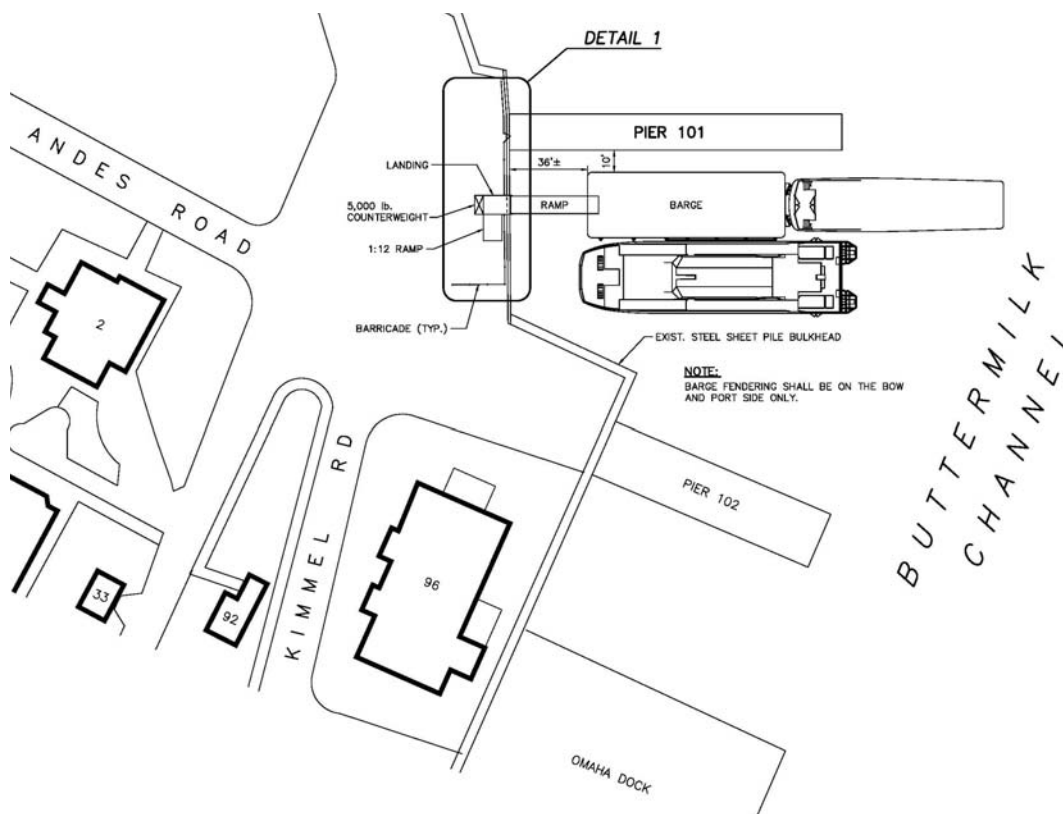 DETAIL 1
PIER 101
ANDES ROAD
LANDING
36'±
10'
5,000 lb.
COUNTERWEIGHT
RAMP
BARGE
1:12 RAMP
BARRICADE (TYP.)
EXIST. STEEL SHEET PILE BULKHEAD
NOTE:
BARGE FENDERING SHALL BE ON THE BOW
AND PORT SIDE ONLY.
BUTTERMILK
CHANNEL
2
KIMMEL RD
PIER 102
96
33
92
OMAHA DOCK